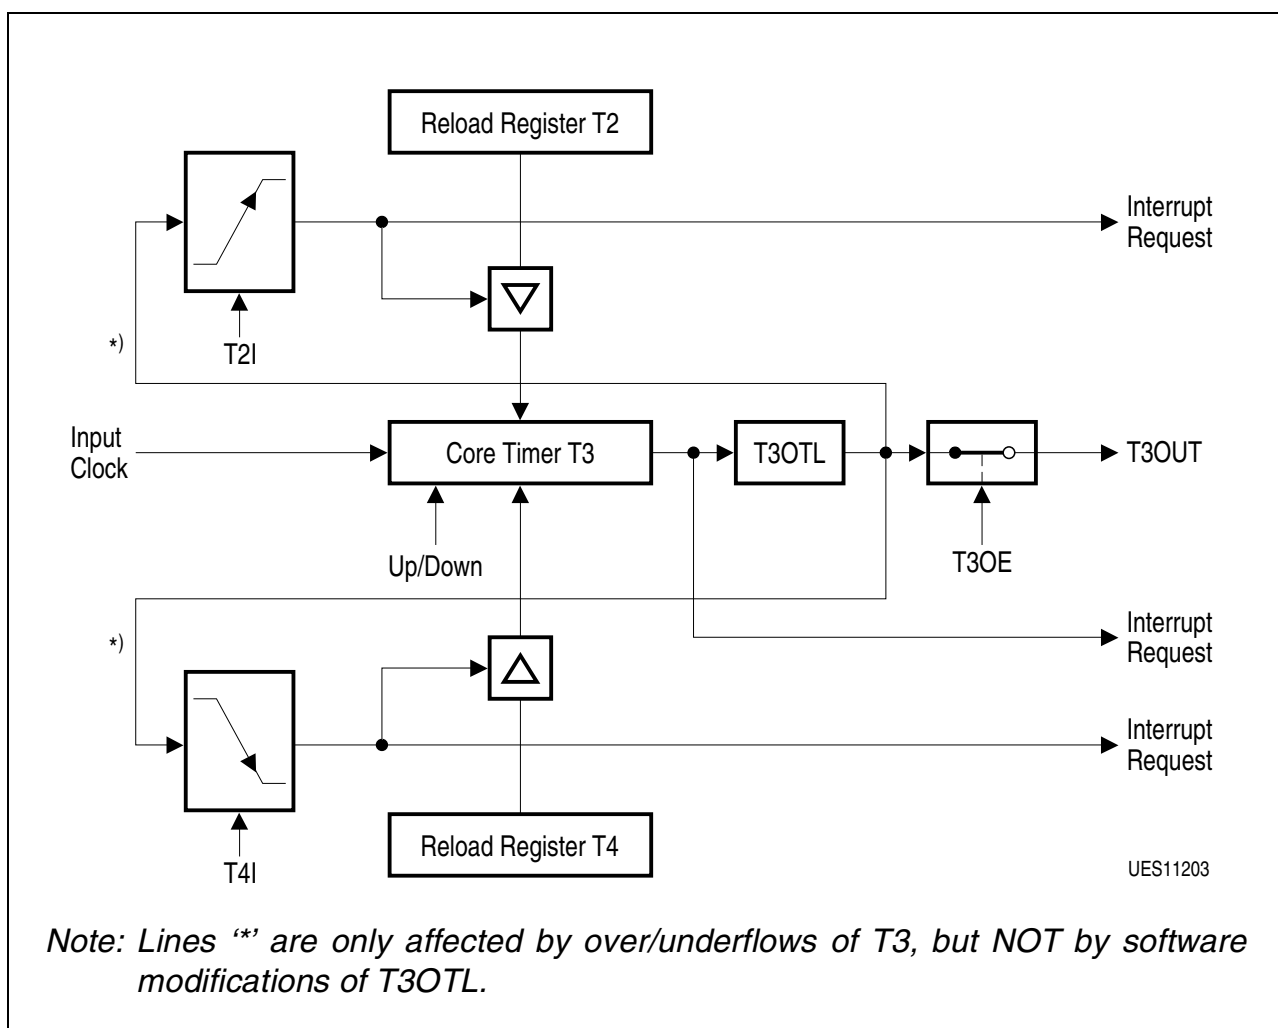 Reload Register T2
Interrupt
Request
T2I
*)
Input
Clock
Core Timer T3
T3OTL
T3OUT
Up/Down
T3OE
*)
Interrupt
Request
Interrupt
Request
Reload Register T4
T4I
UES11203
Note: Lines ‘*’ are only affected by over/underflows of T3, but NOT by software
modifications of T3OTL.